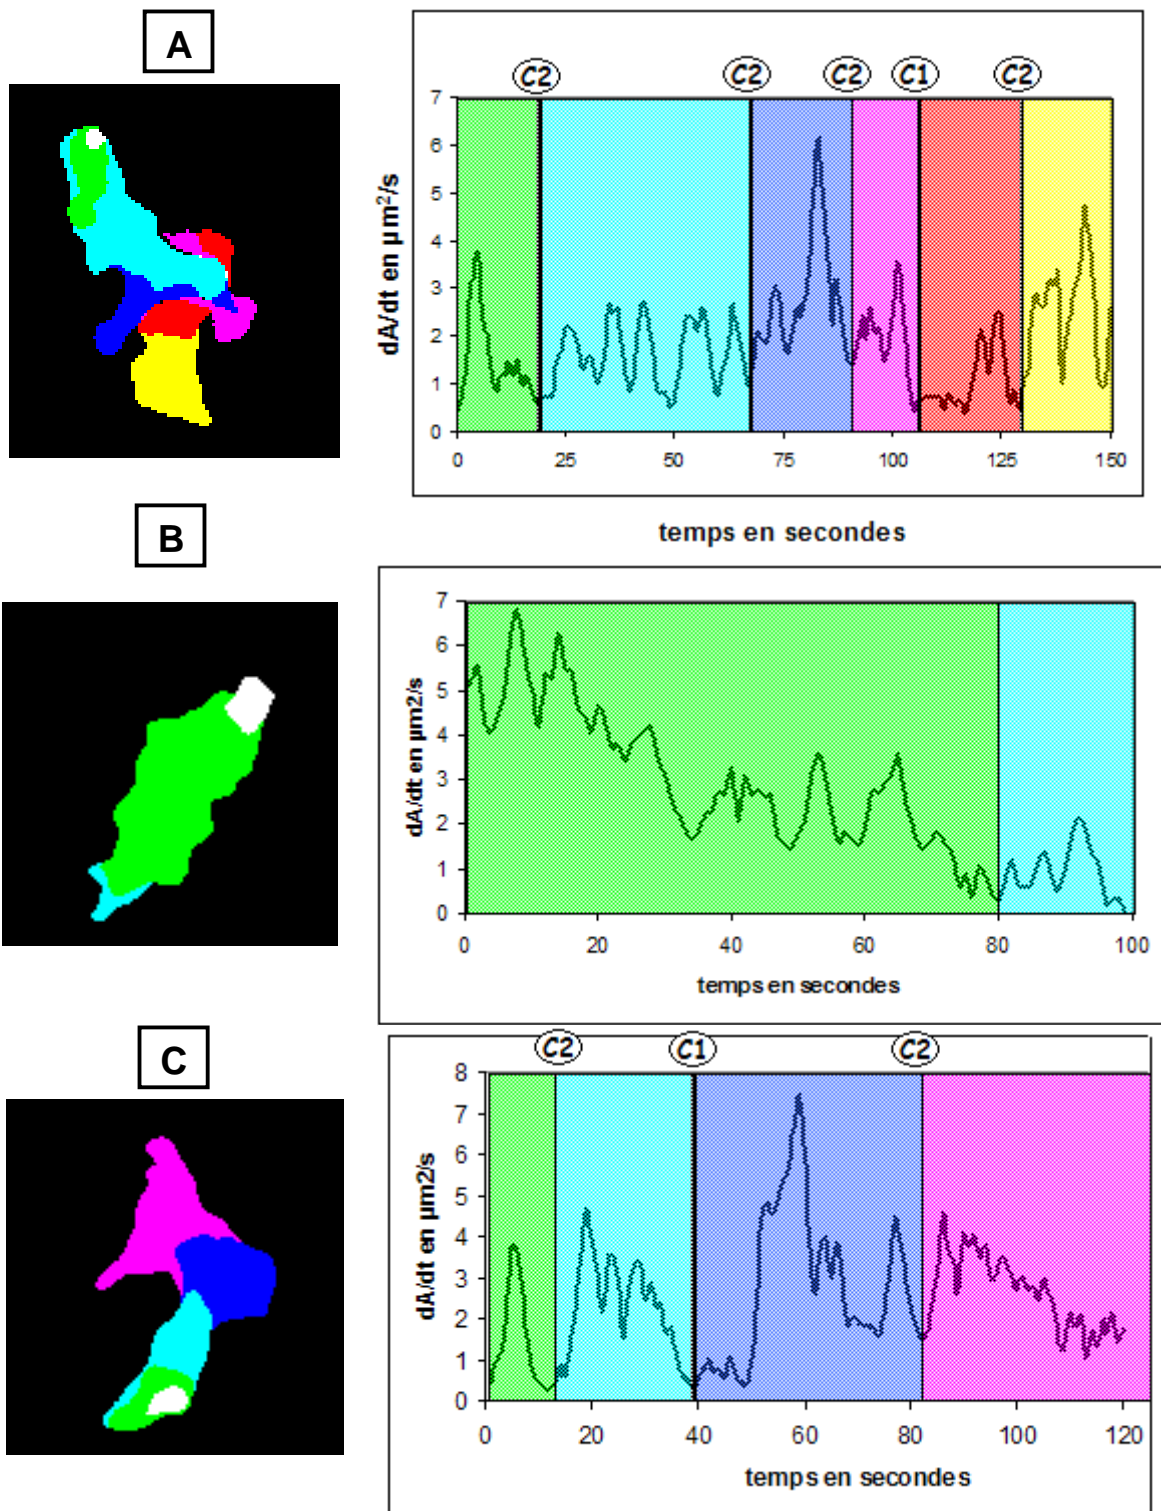 A
C2 C2 C2 C1 C2
dA/dt en µm²/s
7
6
5
4
3
2
1
0
0 25 50 75 100 125 150
temps en secondes
B
dA/dt en µm2/s
7
6
5
4
3
2
1
0
0 20 40 60 80 100
temps en secondes
C
C2 C1 C2
dA/dt en µm2/s
8
7
6
5
4
3
2
1
0
0 20 40 60 80 100 120
temps en secondes